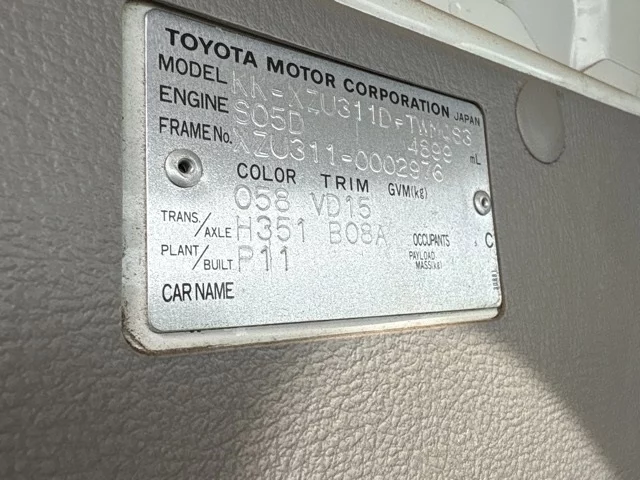 TOYOTA MOTOR CORPORATION JAPAN
MODEL KK-XZU311D-TWMQS3
ENGINE S05D 4899 mL
FRAME No. XZU311-0002976
COLOR TRIM GVM(kg)
058 VD15
TRANS./AXLE H351 B08A OCCUPANTS C
PLANT/BUILT P11 PAYLOAD MASS(kg)
CAR NAME